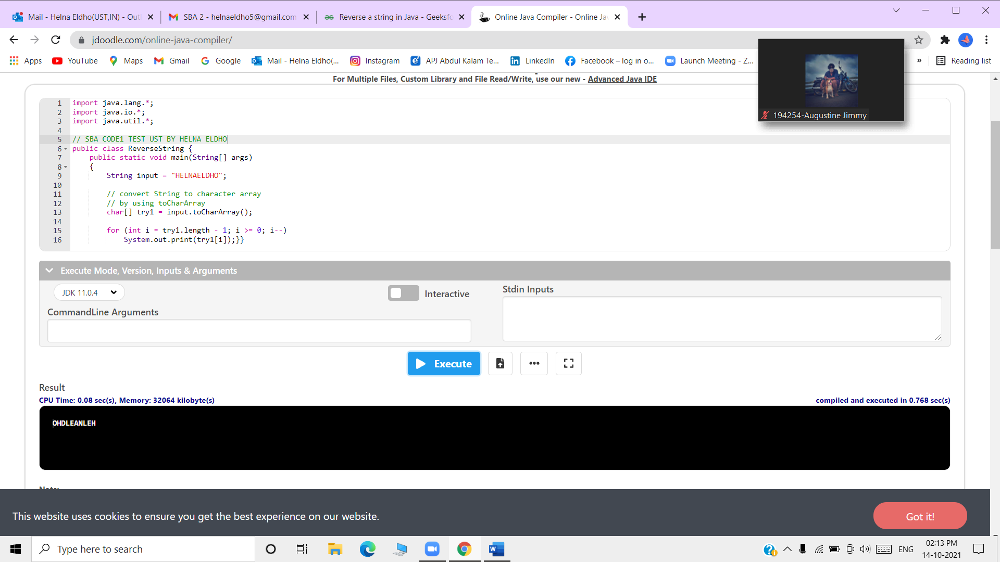 Mail - Helna Eldho(UST,IN) - Outl
SBA 2 - helnaeldho5@gmail.com
Reverse a string in Java - Geeksfo
Online Java Compiler - Online Ja
jdoodle.com/online-java-compiler/
Apps
YouTube
Maps
Gmail
Google
Mail - Helna Eldho(...
Instagram
APJ Abdul Kalam Te...
LinkedIn
Facebook – log in o...
Launch Meeting - Z...
»
Reading list
For Multiple Files, Custom Library and File Read/Write, use our new - Advanced Java IDE
194254-Augustine Jimmy
1 import java.lang.*;
2 import java.io.*;
3 import java.util.*;
4
5 // SBA CODE1 TEST UST BY HELNA ELDHO
6 public class ReverseString {
7 public static void main(String[] args)
8 {
9 String input = "HELNAELDHO";
10
11 // convert String to character array
12 // by using toCharArray
13 char[] try1 = input.toCharArray();
14
15 for (int i = try1.length - 1; i >= 0; i--)
16 System.out.print(try1[i]);}}
Execute Mode, Version, Inputs & Arguments
JDK 11.0.4
Interactive
Stdin Inputs
CommandLine Arguments
Execute
Result
CPU Time: 0.08 sec(s), Memory: 32064 kilobyte(s)
compiled and executed in 0.768 sec(s)
OHDLEANLEH
Note:
This website uses cookies to ensure you get the best experience on our website.
Got it!
Type here to search
ENG
02:13 PM
14-10-2021